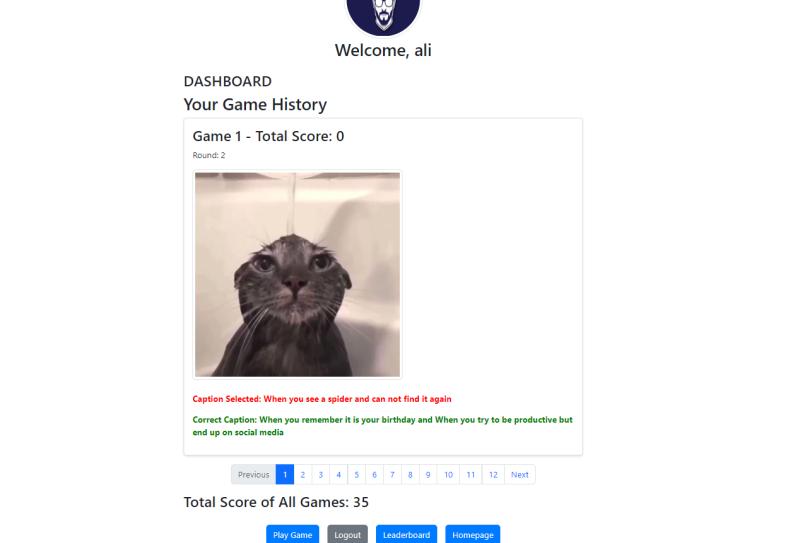 Welcome, ali
DASHBOARD
Your Game History
Game 1 - Total Score: 0
Round: 2
Caption Selected: When you see a spider and can not find it again
Correct Caption: When you remember it is your birthday and When you try to be productive but
end up on social media
Previous 1 2 3 4 5 6 7 8 9 10 11 12 Next
Total Score of All Games: 35
Play Game Logout Leaderboard Homepage